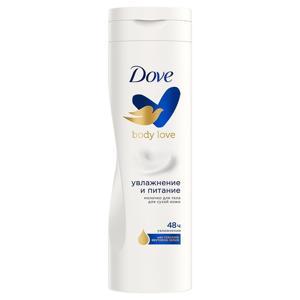 Dove
body love
увлажнение
и питание
молочко для тела
для сухой кожи
48ч
увлажнения